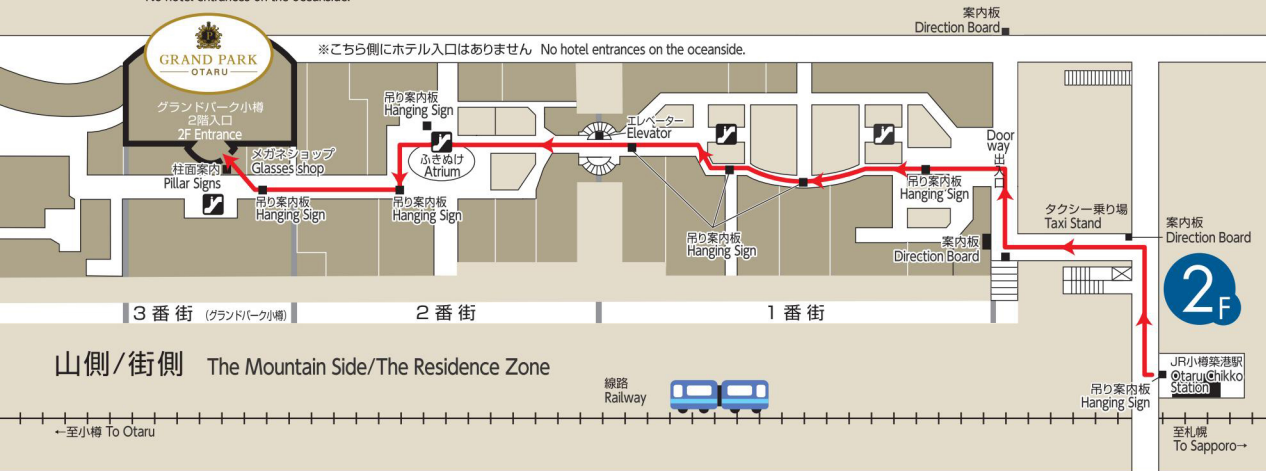 No hotel entrances on the oceanside.
案内板
Direction Board
GRAND PARK
OTARU
※こちら側にホテル入口はありません No hotel entrances on the oceanside.
グランドパーク小樽
2階入口
2F Entrance
吊り案内板
Hanging Sign
エレベーター
Elevator
Door
way
出入口
メガネショップ
Glasses shop
柱面案内
Pillar Signs
ふきぬけ
Atrium
吊り案内板
Hanging Sign
吊り案内板
Hanging Sign
吊り案内板
Hanging Sign
吊り案内板
Hanging Sign
案内板
Direction Board
タクシー乗り場
Taxi Stand
案内板
Direction Board
2F
3番街 (グランドパーク小樽)
2番街
1番街
山側/街側 The Mountain Side/The Residence Zone
線路
Railway
JR小樽築港駅
Otaru Chikko
Station
吊り案内板
Hanging Sign
←至小樽 To Otaru
至札幌
To Sapporo→